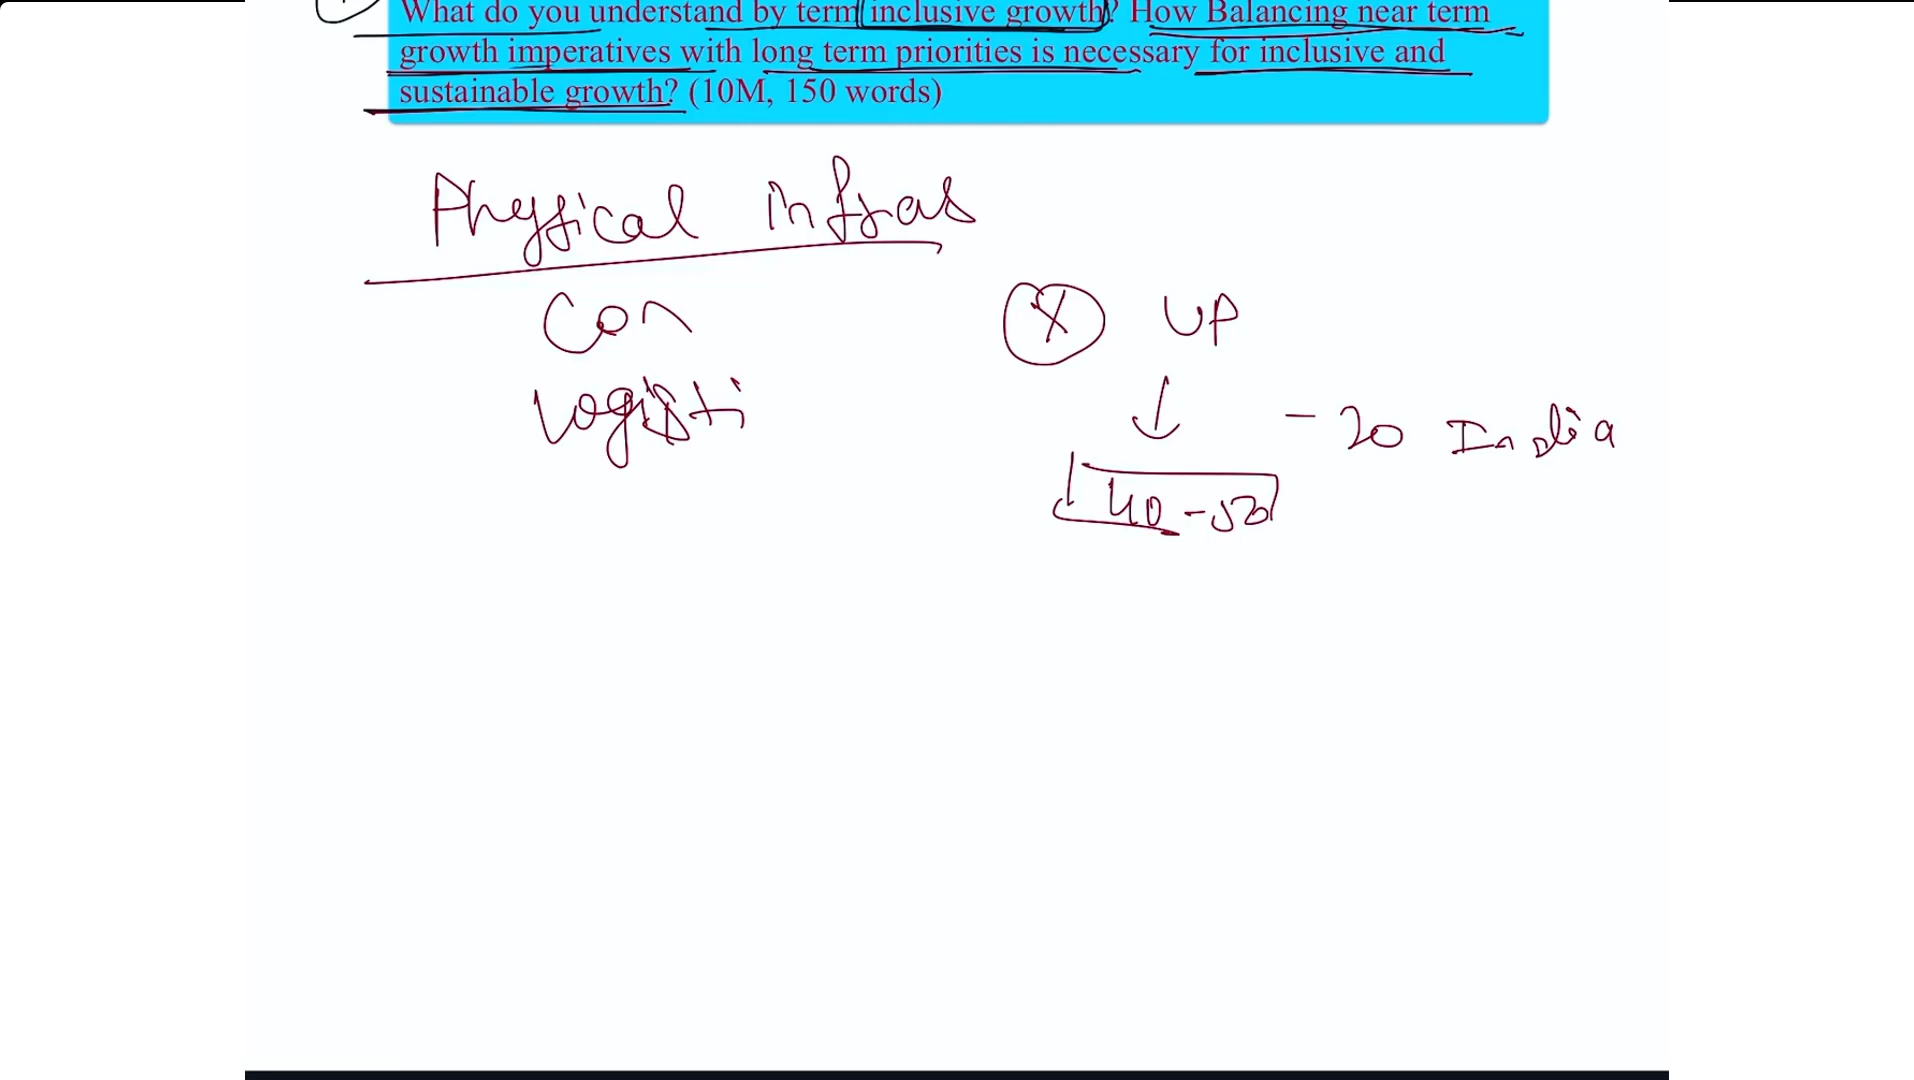 What do you understand by term inclusive growth? How Balancing near term
growth imperatives with long term priorities is necessary for inclusive and
sustainable growth? (10M, 150 words)
Physical infras
Con
X UP
Logisti
- 20 India
40-50